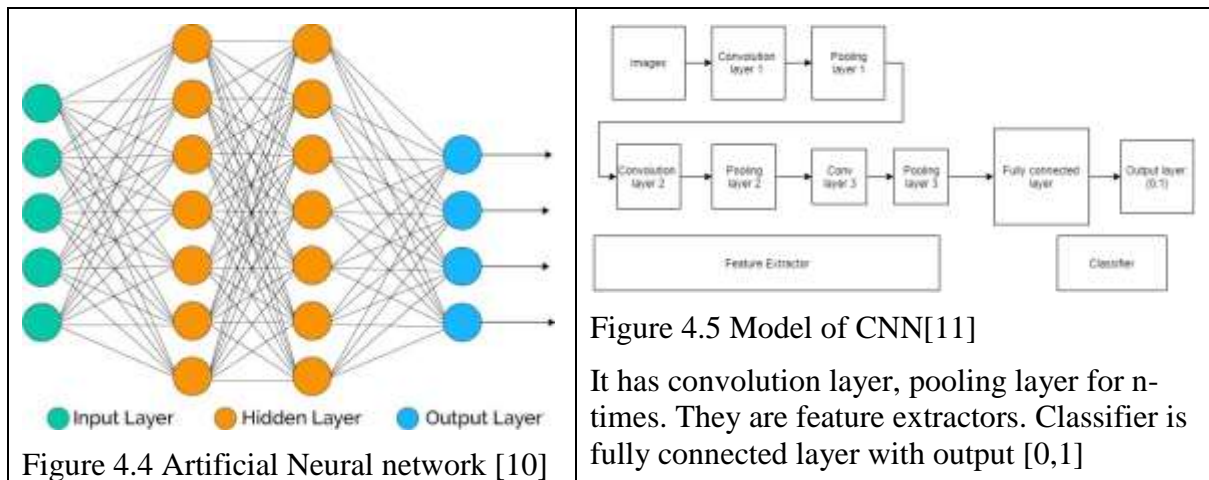 Input Layer
Hidden Layer
Output Layer
Figure 4.4 Artificial Neural network [10]
Images
Convolution
layer 1
Pooling
layer 1
Convolution
layer 2
Pooling
layer 2
Conv
layer 3
Pooling
layer 3
Fully connected
layer
Output layer
(0,1)
Feature Extractor
Classifier
Figure 4.5 Model of CNN[11]
It has convolution layer, pooling layer for n-
times. They are feature extractors. Classifier is
fully connected layer with output [0,1]